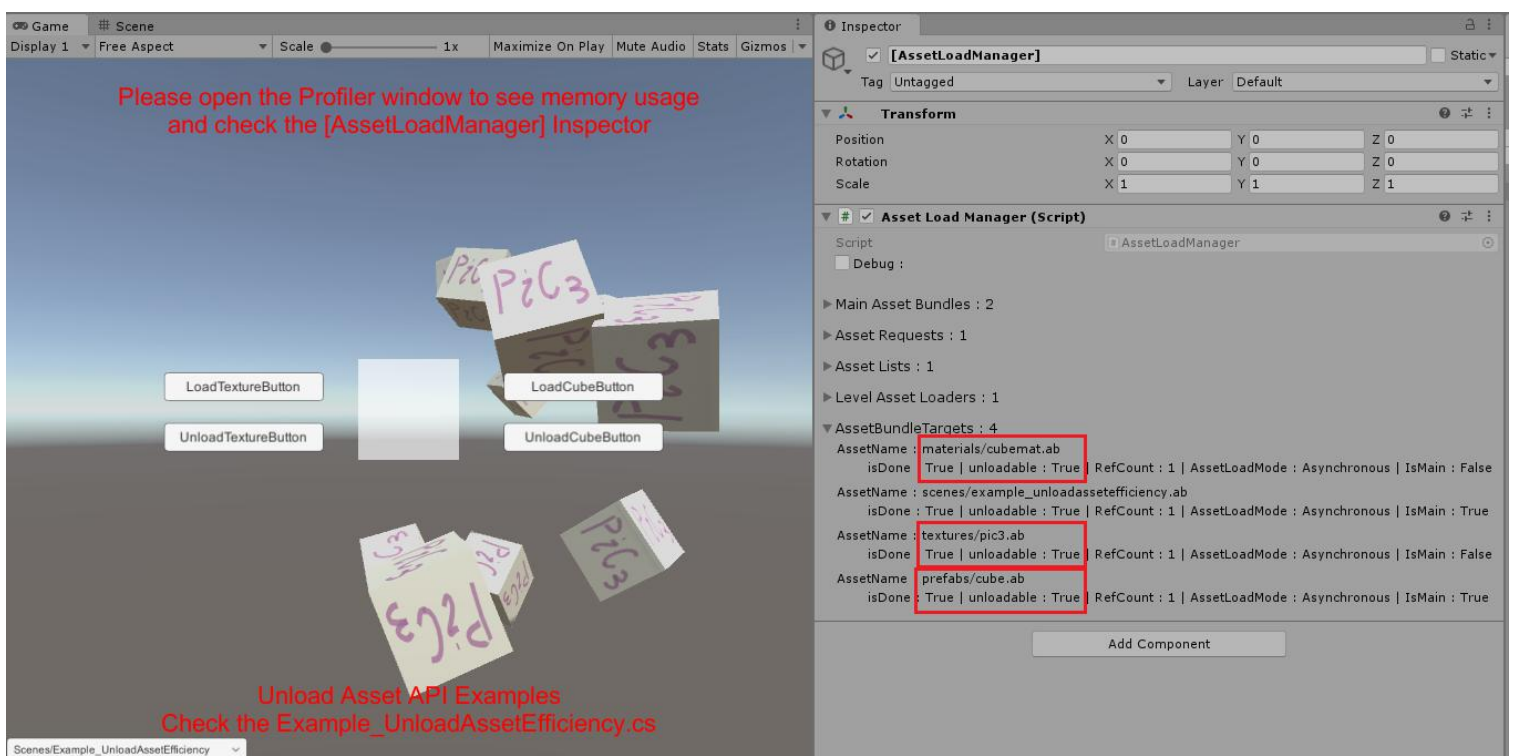 Game
Scene
Display 1 Free Aspect Scale 1x Maximize On Play Mute Audio Stats Gizmos
Please open the Profiler window to see memory usage
and check the [AssetLoadManager] Inspector
PiC3
PiC3
LoadTextureButton
LoadCubeButton
UnloadTextureButton
UnloadCubeButton
PiC3
PiC3
Unload Asset API Examples
Check the Example_UnloadAssetEfficiency.cs
Scenes/Example_UnloadAssetEfficiency
Inspector
[AssetLoadManager] Static
Tag Untagged Layer Default
Transform
Position X 0 Y 0 Z 0
Rotation X 0 Y 0 Z 0
Scale X 1 Y 1 Z 1
# Asset Load Manager (Script)
Script AssetLoadManager
Debug :
Main Asset Bundles : 2
Asset Requests : 1
Asset Lists : 1
Level Asset Loaders : 1
AssetBundleTargets : 4
AssetName : materials/cubemat.ab
isDone : True | unloadable : True | RefCount : 1 | AssetLoadMode : Asynchronous | IsMain : False
AssetName : scenes/example_unloadassetefficiency.ab
isDone : True | unloadable : True | RefCount : 1 | AssetLoadMode : Asynchronous | IsMain : True
AssetName : textures/pic3.ab
isDone : True | unloadable : True | RefCount : 1 | AssetLoadMode : Asynchronous | IsMain : False
AssetName : prefabs/cube.ab
isDone : True | unloadable : True | RefCount : 1 | AssetLoadMode : Asynchronous | IsMain : True
Add Component